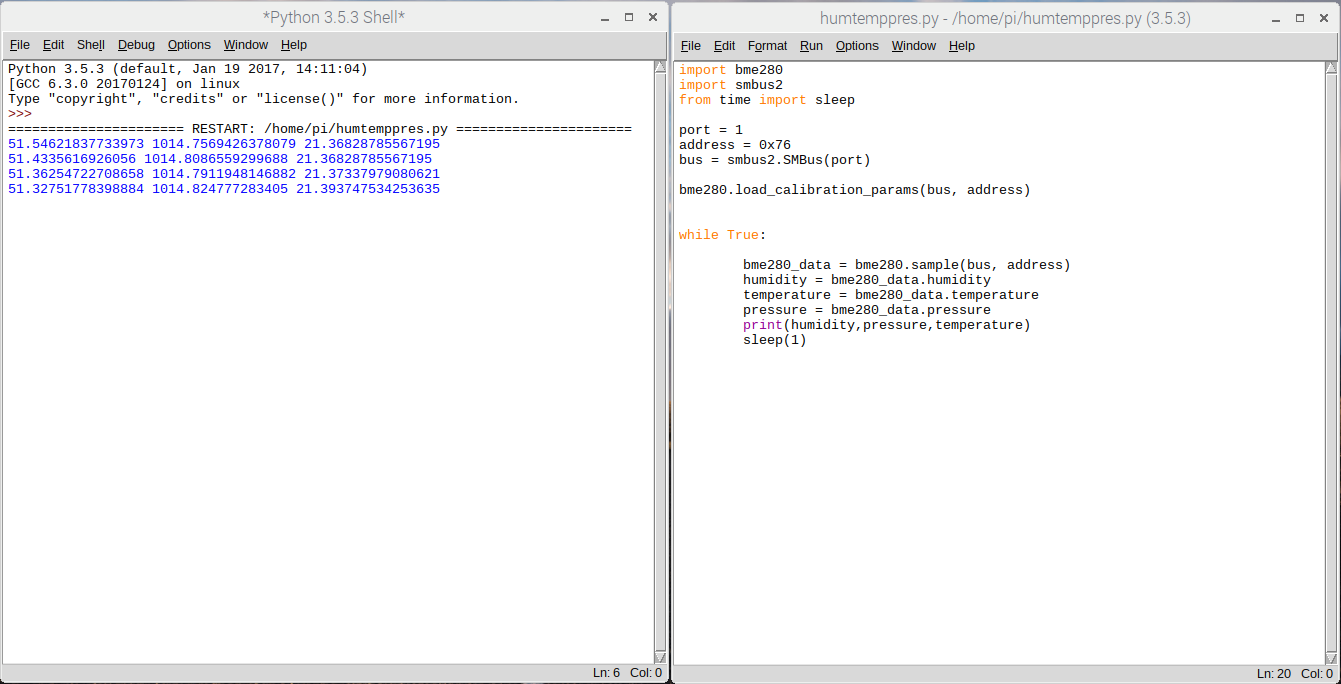 *Python 3.5.3 Shell*
File Edit Shell Debug Options Window Help
Python 3.5.3 (default, Jan 19 2017, 14:11:04)
[GCC 6.3.0 20170124] on linux
Type "copyright", "credits" or "license()" for more information.
>>>
====================== RESTART: /home/pi/humtemppres.py ======================
51.54621837733973 1014.7569426378079 21.36828785567195
51.4335616926056 1014.8086559299688 21.36828785567195
51.36254722708658 1014.7911948146882 21.37337979080621
51.32751778398884 1014.824777283405 21.393747534253635
Ln: 6 Col: 0
humtemppres.py - /home/pi/humtemppres.py (3.5.3)
File Edit Format Run Options Window Help
import bme280
import smbus2
from time import sleep
port = 1
address = 0x76
bus = smbus2.SMBus(port)
bme280.load_calibration_params(bus, address)
while True:
bme280_data = bme280.sample(bus, address)
humidity = bme280_data.humidity
temperature = bme280_data.temperature
pressure = bme280_data.pressure
print(humidity,pressure,temperature)
sleep(1)
Ln: 20 Col: 0